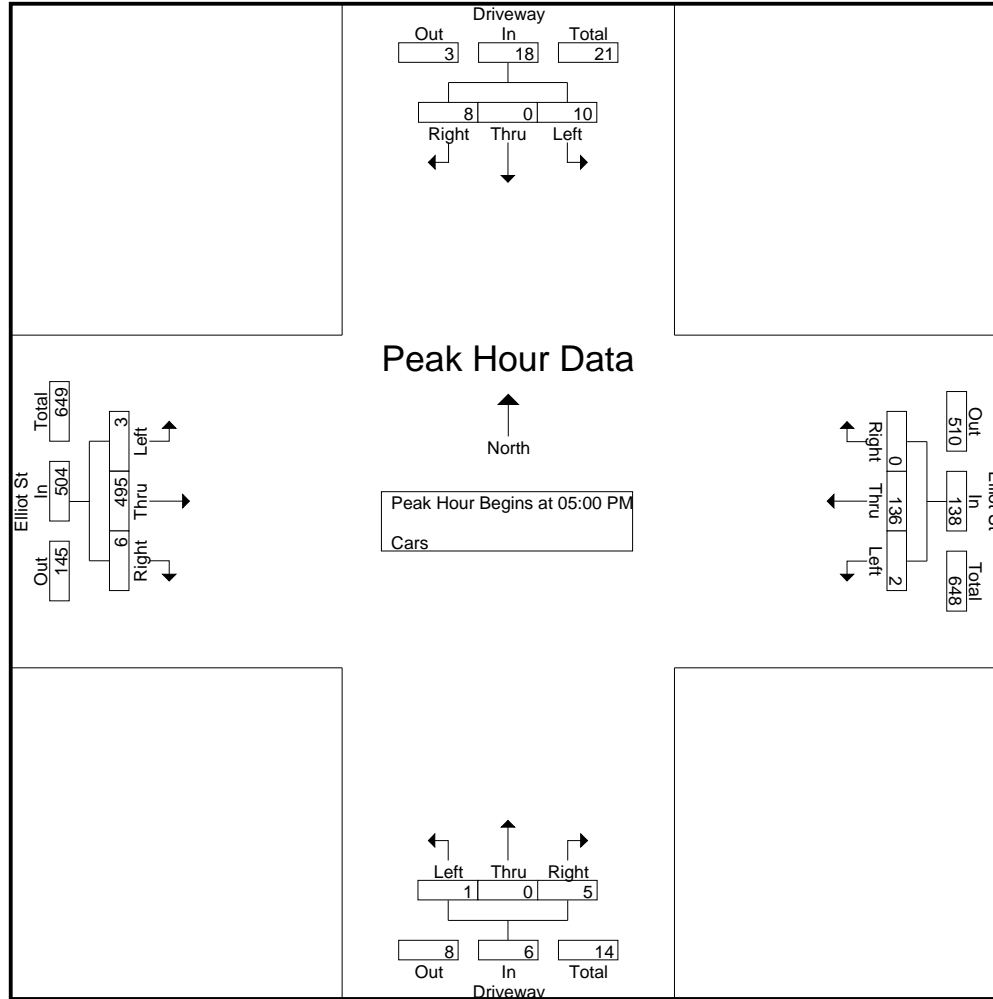 Driveway
Out In Total
3 18 21
8 0 10
Right Thru Left
Peak Hour Data
North
Peak Hour Begins at 05:00 PM
Cars
Elliot St
Total In Out
649 504 145
3 495 6
Left Thru Right
Right Thru Left
0 136 2
Out In Total
510 138 648
Elliot St
Left Thru Right
1 0 5
8 6 14
Out In Total
Driveway